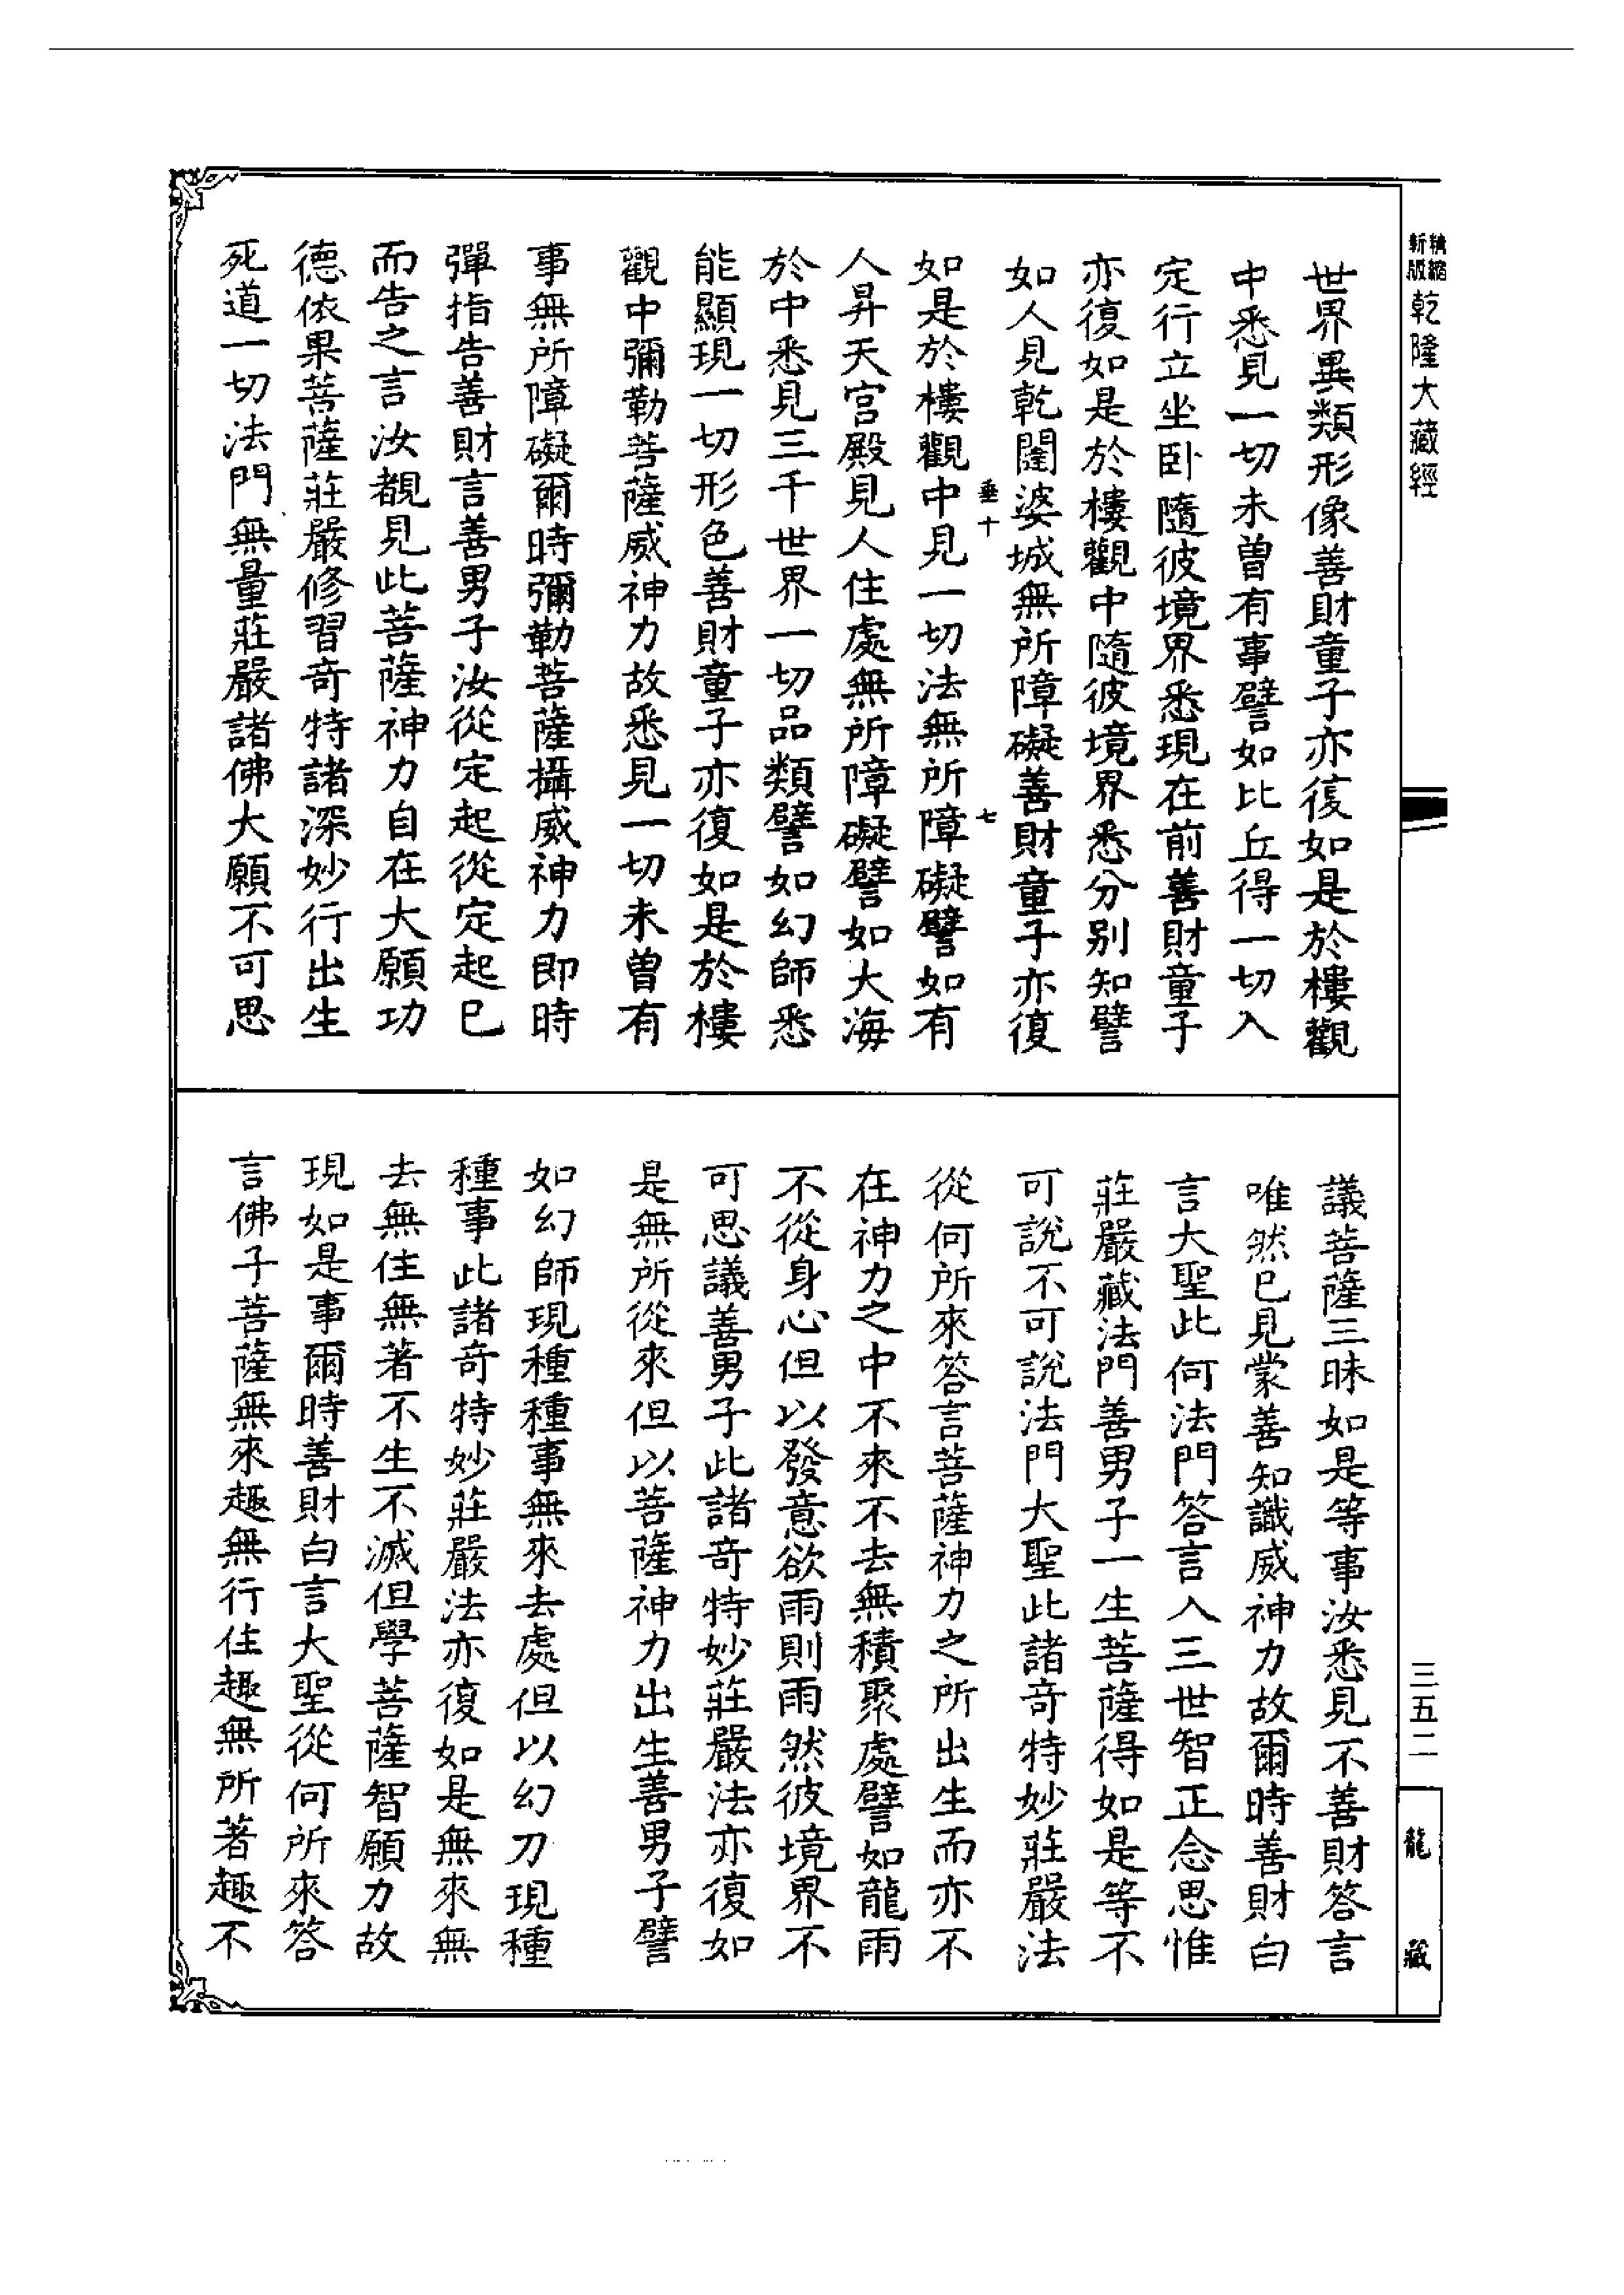 精縮
新版
乾隆大藏經
世界異類形像善財童子亦復如是於樓觀
中悉見一切未曾有事譬如比丘得一切入
定行立坐卧隨彼境界悉現在前善財童子
亦復如是於樓觀中隨彼境界悉分別知譬
如人見乾闥婆城無所障礙善財童子亦復
垂十
七
如是於樓觀中見一切法無所障礙譬如有
人昇天宮殿見人住處無所障礙譬如大海
於中悉見三千世界一切品類譬如幻師悉
能顯現一切形色善財童子亦復如是於樓
觀中彌勒菩薩威神力故悉見一切未曾有
事無所障礙爾時彌勒菩薩攝威神力即時
彈指告善財言善男子汝從定起從定起已
而告之言汝覩見此菩薩神力自在大願功
德依果菩薩莊嚴修習奇特諸深妙行出生
死道一切法門無量莊嚴諸佛大願不可思
議菩薩三昧如是等事汝悉見不善財答言
唯然已見蒙善知識威神力故爾時善財白
言大聖此何法門答言入三世智正念思惟
莊嚴藏法門善男子一生菩薩得如是等不
可說不可說法門大聖此諸奇特妙莊嚴法
從何所來答言菩薩神力之所出生而亦不
在神力之中不來不去無積聚處譬如龍雨
不從身心但以發意欲雨則雨然彼境界不
可思議善男子此諸奇特妙莊嚴法亦復如
是無所從來但以菩薩神力出生善男子譬
如幻師現種種事無來去處但以幻力現種
種事此諸奇特妙莊嚴法亦復如是無來無
去無住無著不生不滅但學菩薩智願力故
現如是事爾時善財白言大聖從何所來答
言佛子菩薩無來趣無行住趣無所著趣不
三五二
龍藏